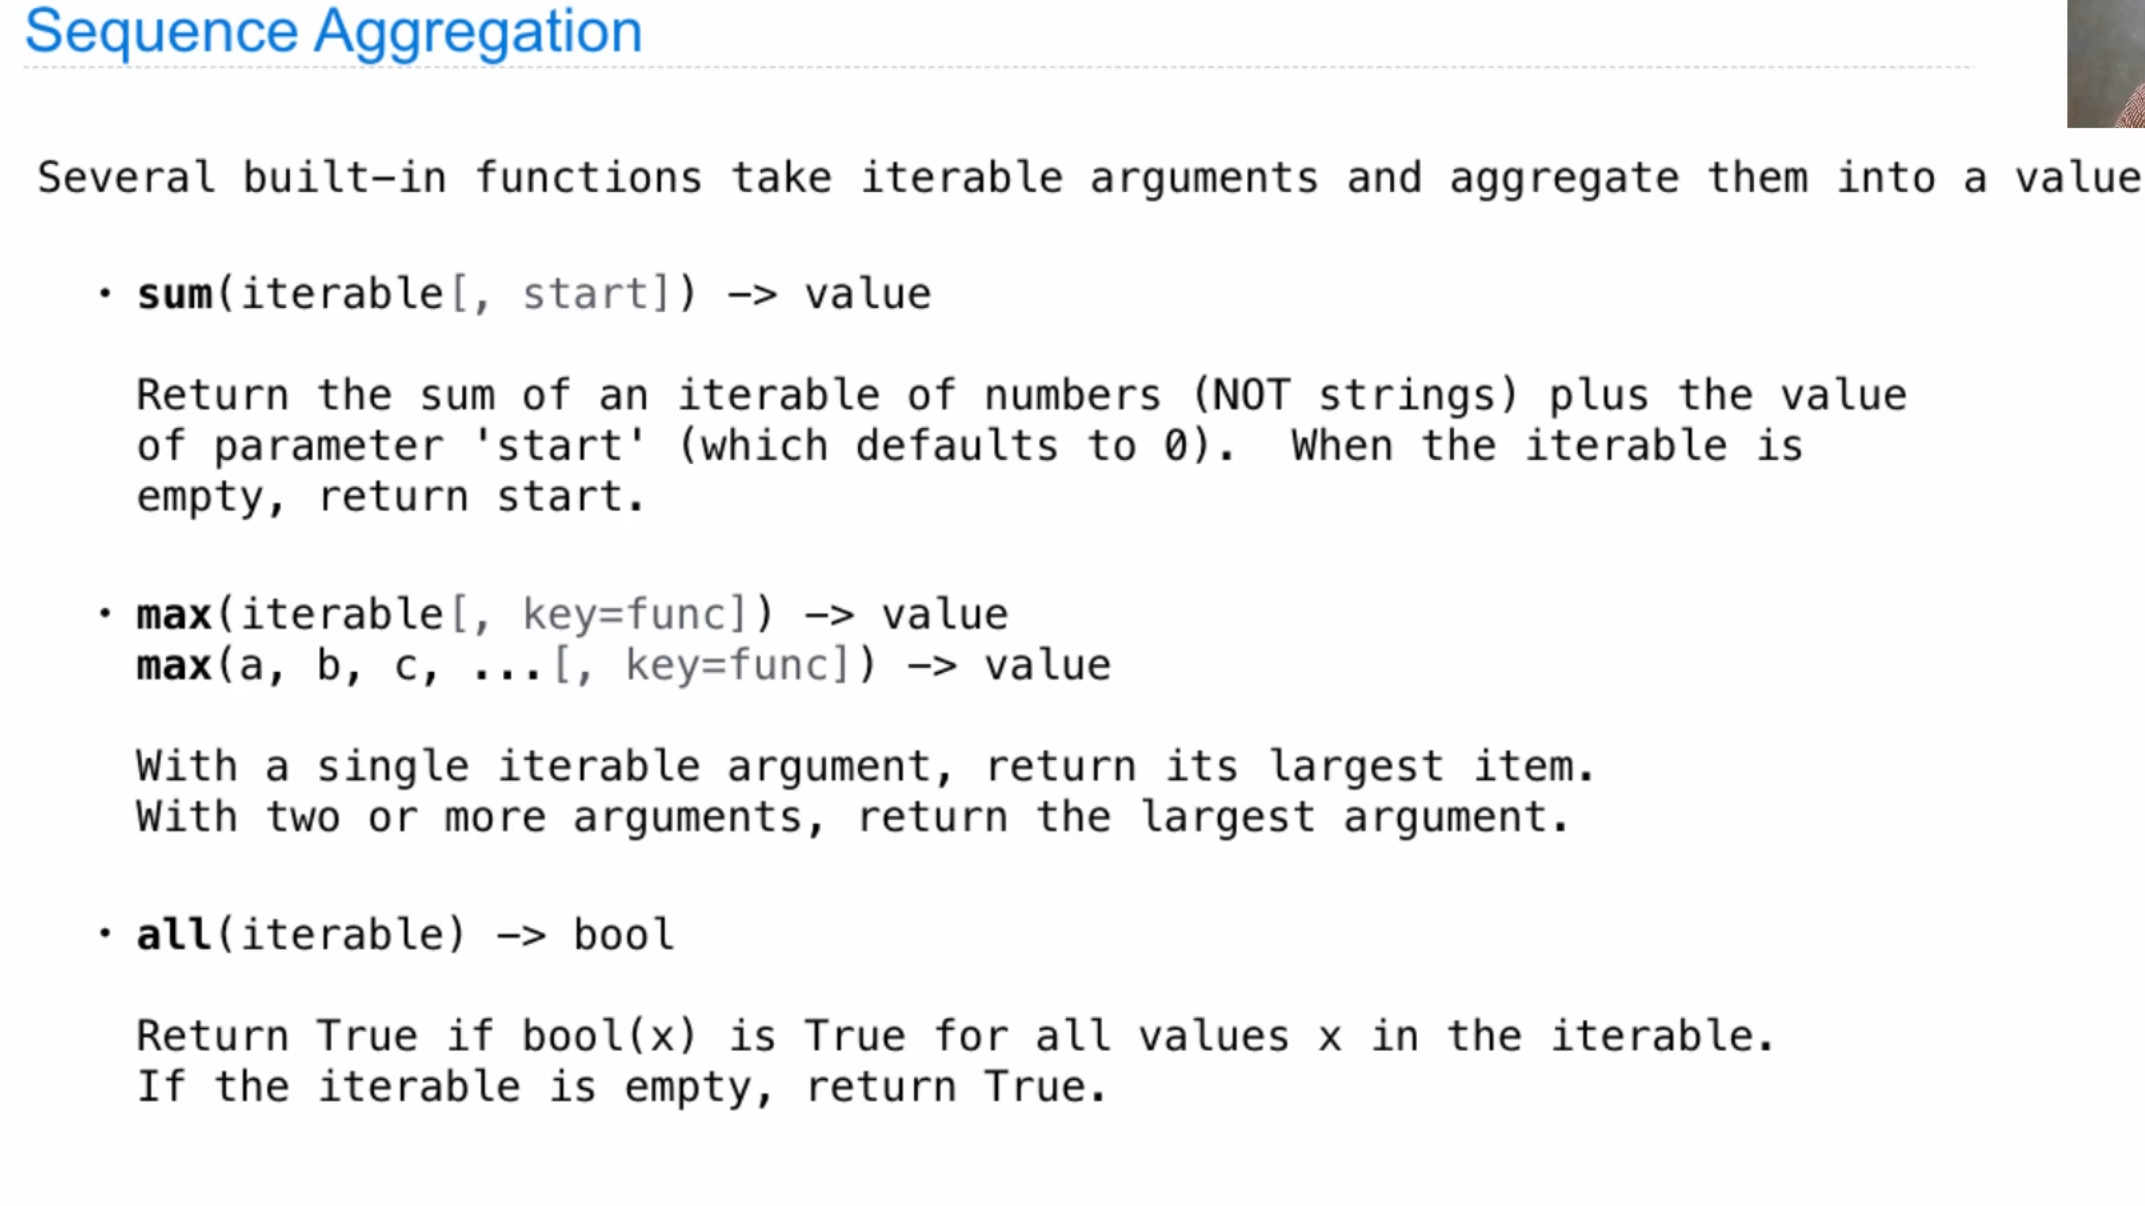 Sequence Aggregation
Several built-in functions take iterable arguments and aggregate them into a value
• sum(iterable[, start]) -> value
Return the sum of an iterable of numbers (NOT strings) plus the value
of parameter 'start' (which defaults to 0).  When the iterable is
empty, return start.
• max(iterable[, key=func]) -> value
max(a, b, c, ...[, key=func]) -> value
With a single iterable argument, return its largest item.
With two or more arguments, return the largest argument.
• all(iterable) -> bool
Return True if bool(x) is True for all values x in the iterable.
If the iterable is empty, return True.